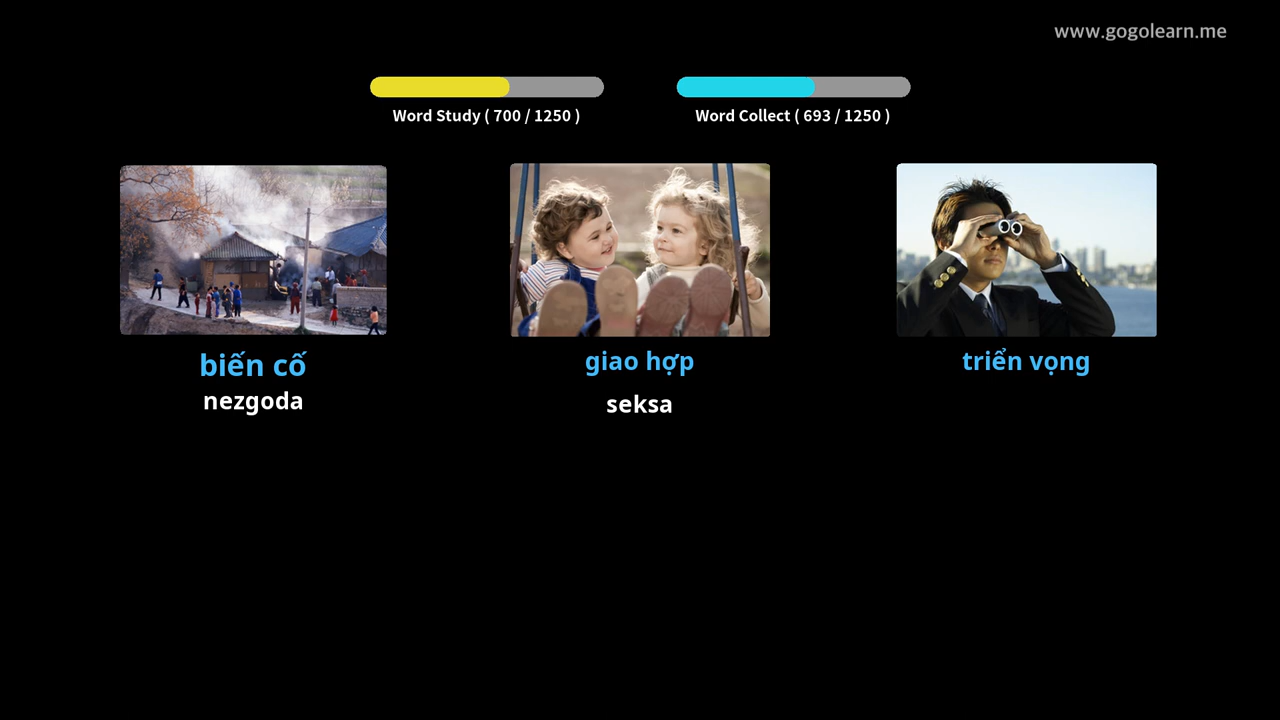 www.gogolearn.me
Word Study ( 700 / 1250 )
Word Collect ( 693 / 1250 )
biến cố
giao hợp
triển vọng
nezgoda
seksa